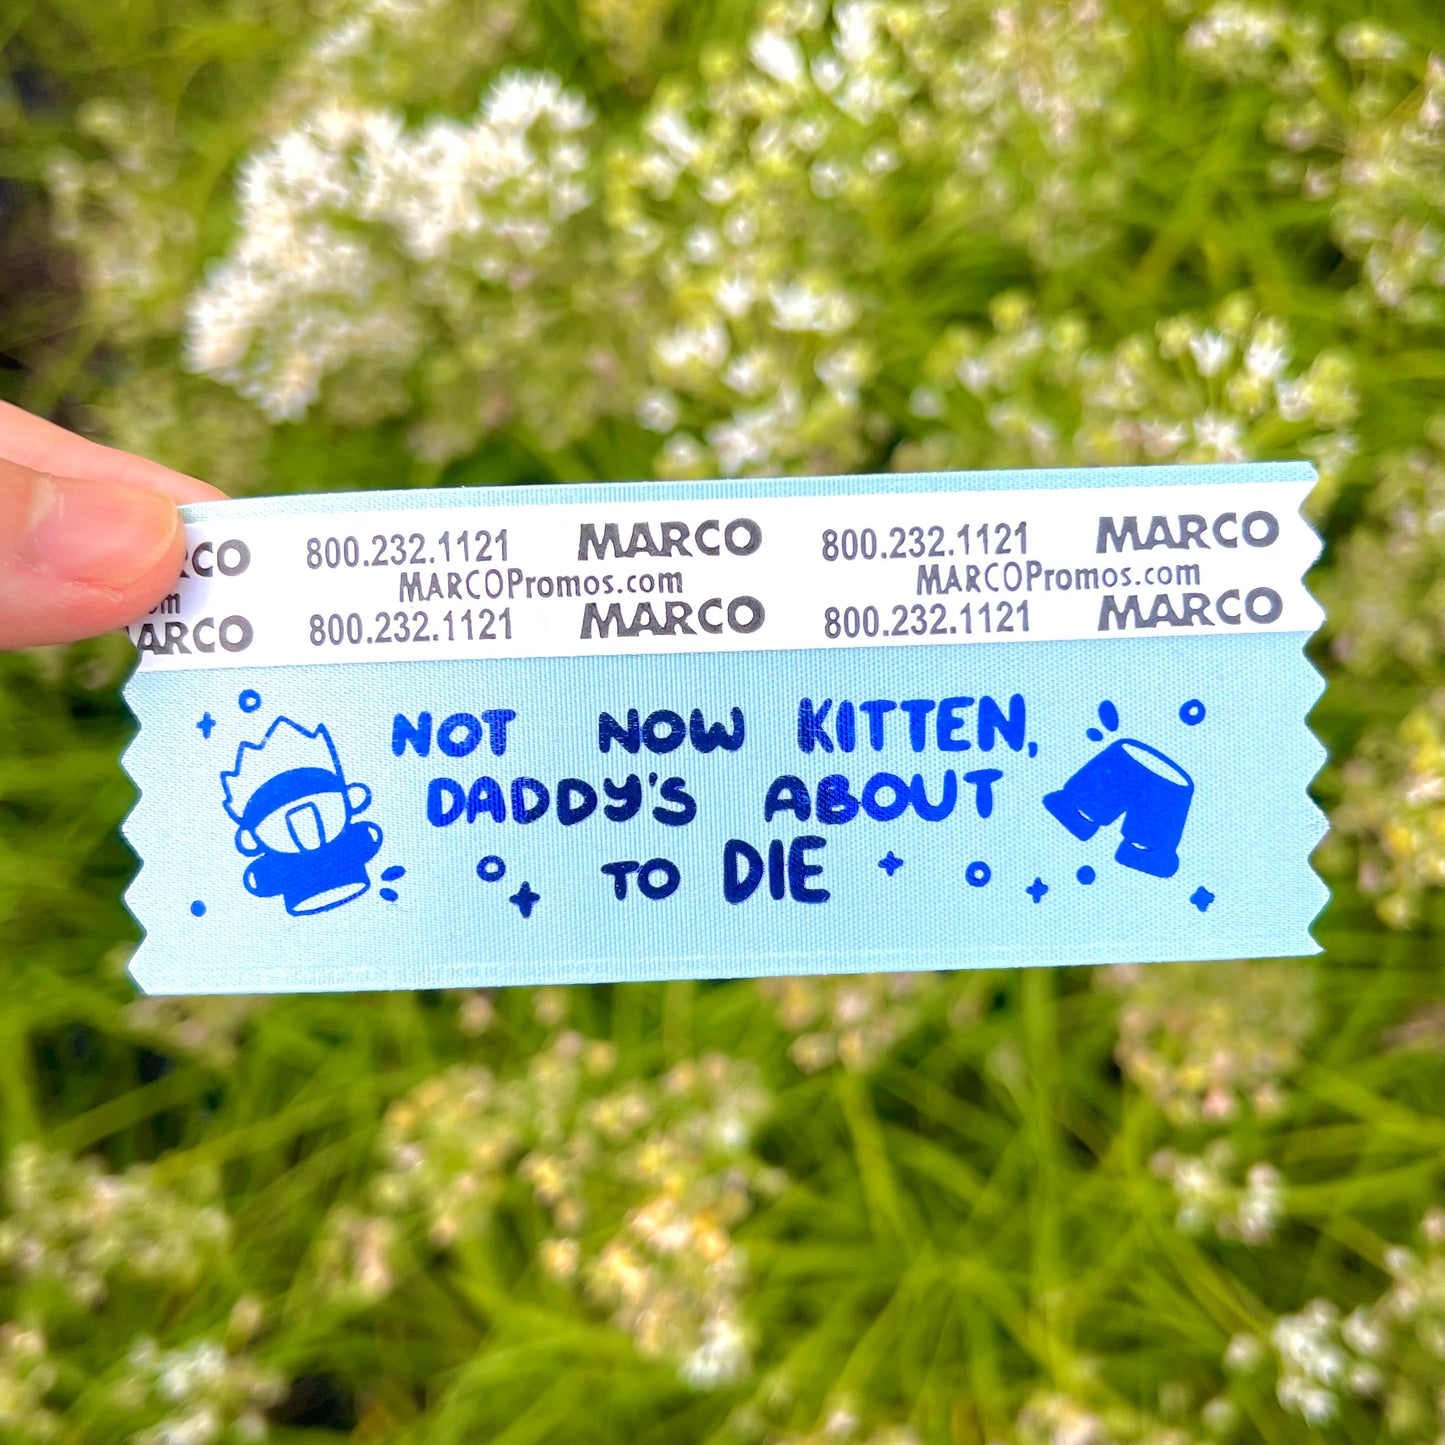 RCO 800.232.1121 MARCO 800.232.1121 MARCO
om MARCOPromos.com MARCOPromos.com
ARCO 800.232.1121 MARCO 800.232.1121 MARCO
NOT NOW KITTEN,
DADDY'S ABOUT
TO DIE